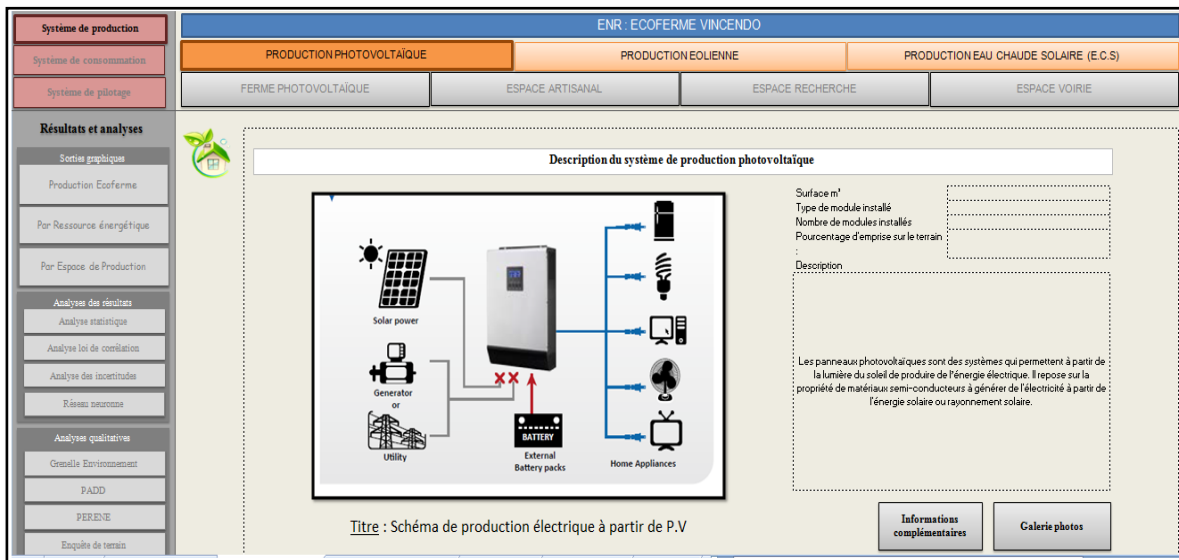 Système de production
Système de consommation
Système de pilotage
ENR : ECOFERME VINCENDO
PRODUCTION PHOTOVOLTAÏQUE
PRODUCTION EOLIENNE
PRODUCTION EAU CHAUDE SOLAIRE (E.C.S)
FERME PHOTOVOLTAÏQUE
ESPACE ARTISANAL
ESPACE RECHERCHE
ESPACE VOIRIE
Résultats et analyses
Sorties graphiques
Production Ecoferme
Par Ressource énergétique
Par Espace de Production
Analyses des résultats
Analyse statistique
Analyse loi de corrélation
Analyse des incertitudes
Réseau neuronne
Analyses qualitatives
Grenelle Environnement
PADD
PERENE
Enquête de terrain
Description du système de production photovoltaïque
Solar power
Generator
or
Utility
BATTERY
External
Battery packs
Home Appliances
Titre : Schéma de production électrique à partir de P.V
Surface m²
Type de module installé
Nombre de modules installés
Pourcentage d'emprise sur le terrain
:
Description
Les panneaux photovoltaïques sont des systèmes qui permettent à partir de
la lumière du soleil de produire de l'énergie électrique. Il repose sur la
propriété de matériaux semi-conducteurs à générer de l'électricité à partir de
l'énergie solaire ou rayonnement solaire.
Informations
complémentaires
Galerie photos